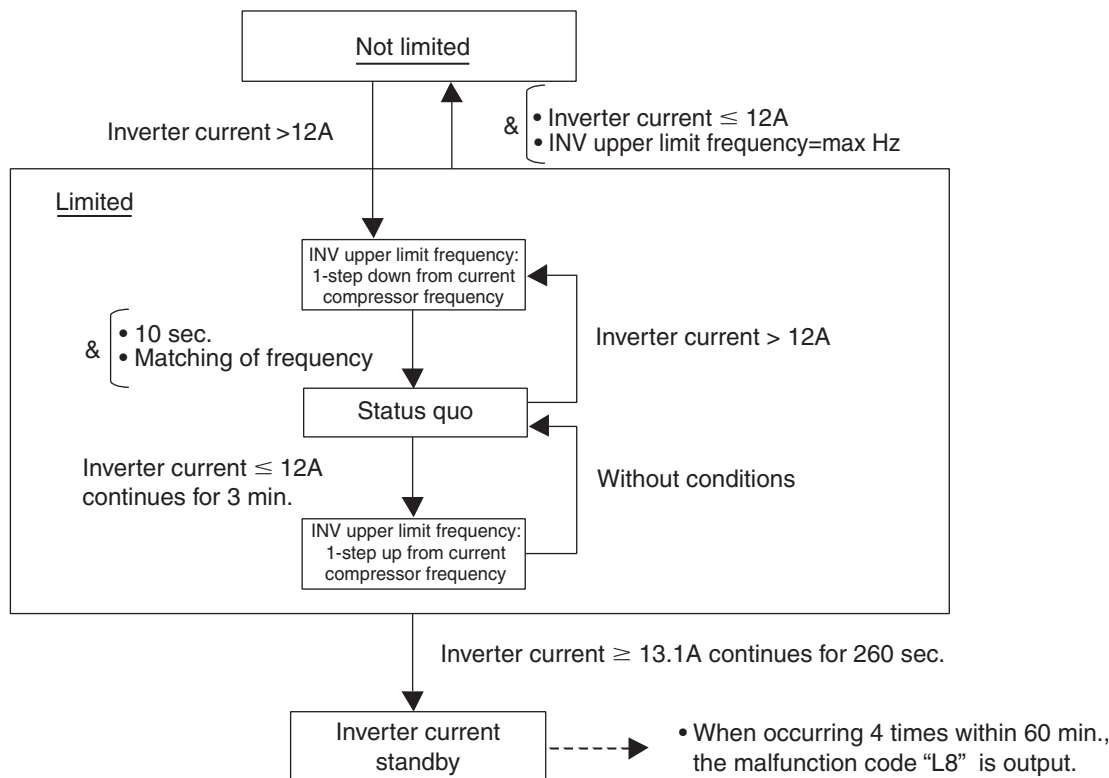 Not limited
Inverter current >12A
& • Inverter current ≦ 12A
• INV upper limit frequency=max Hz
Limited
INV upper limit frequency:
1-step down from current
compressor frequency
& • 10 sec.
• Matching of frequency
Inverter current > 12A
Status quo
Inverter current ≦ 12A
continues for 3 min.
Without conditions
INV upper limit frequency:
1-step up from current
compressor frequency
Inverter current ≧ 13.1A continues for 260 sec.
Inverter current
standby
• When occurring 4 times within 60 min.,
the malfunction code “L8” is output.